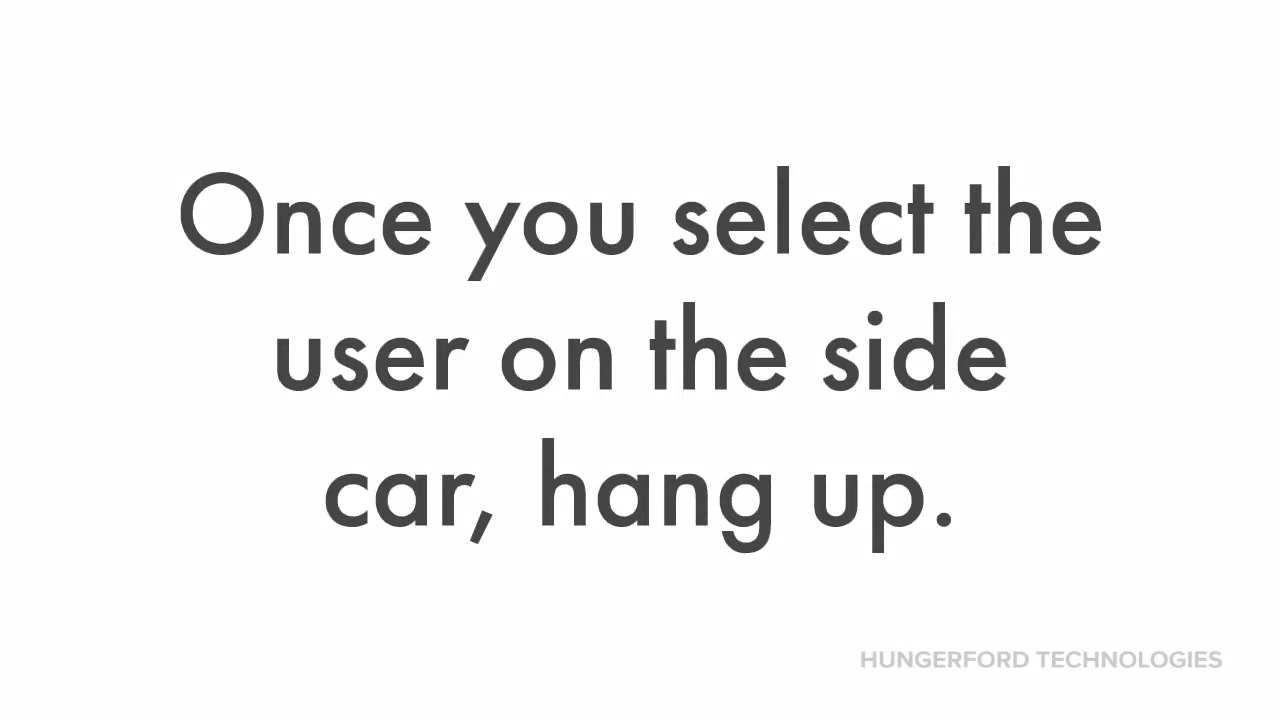 Once you select the
user on the side
car, hang up.
HUNGERFORD TECHNOLOGIES